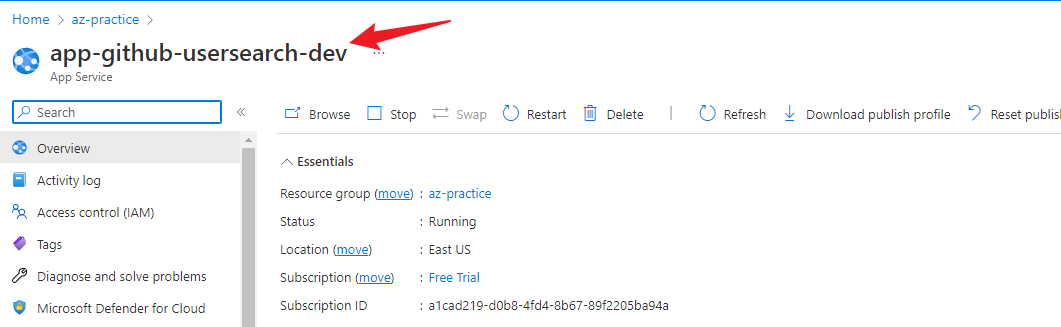 Home > az-practice >
app-github-usersearch-dev ...
App Service
Search «
Browse Stop Swap Restart Delete | Refresh Download publish profile Reset publish
Overview
Activity log
Access control (IAM)
Tags
Diagnose and solve problems
Microsoft Defender for Cloud
Essentials
Resource group (move) : az-practice
Status : Running
Location (move) : East US
Subscription (move) : Free Trial
Subscription ID : a1cad219-d0b8-4fd4-8b67-89f2205ba94a